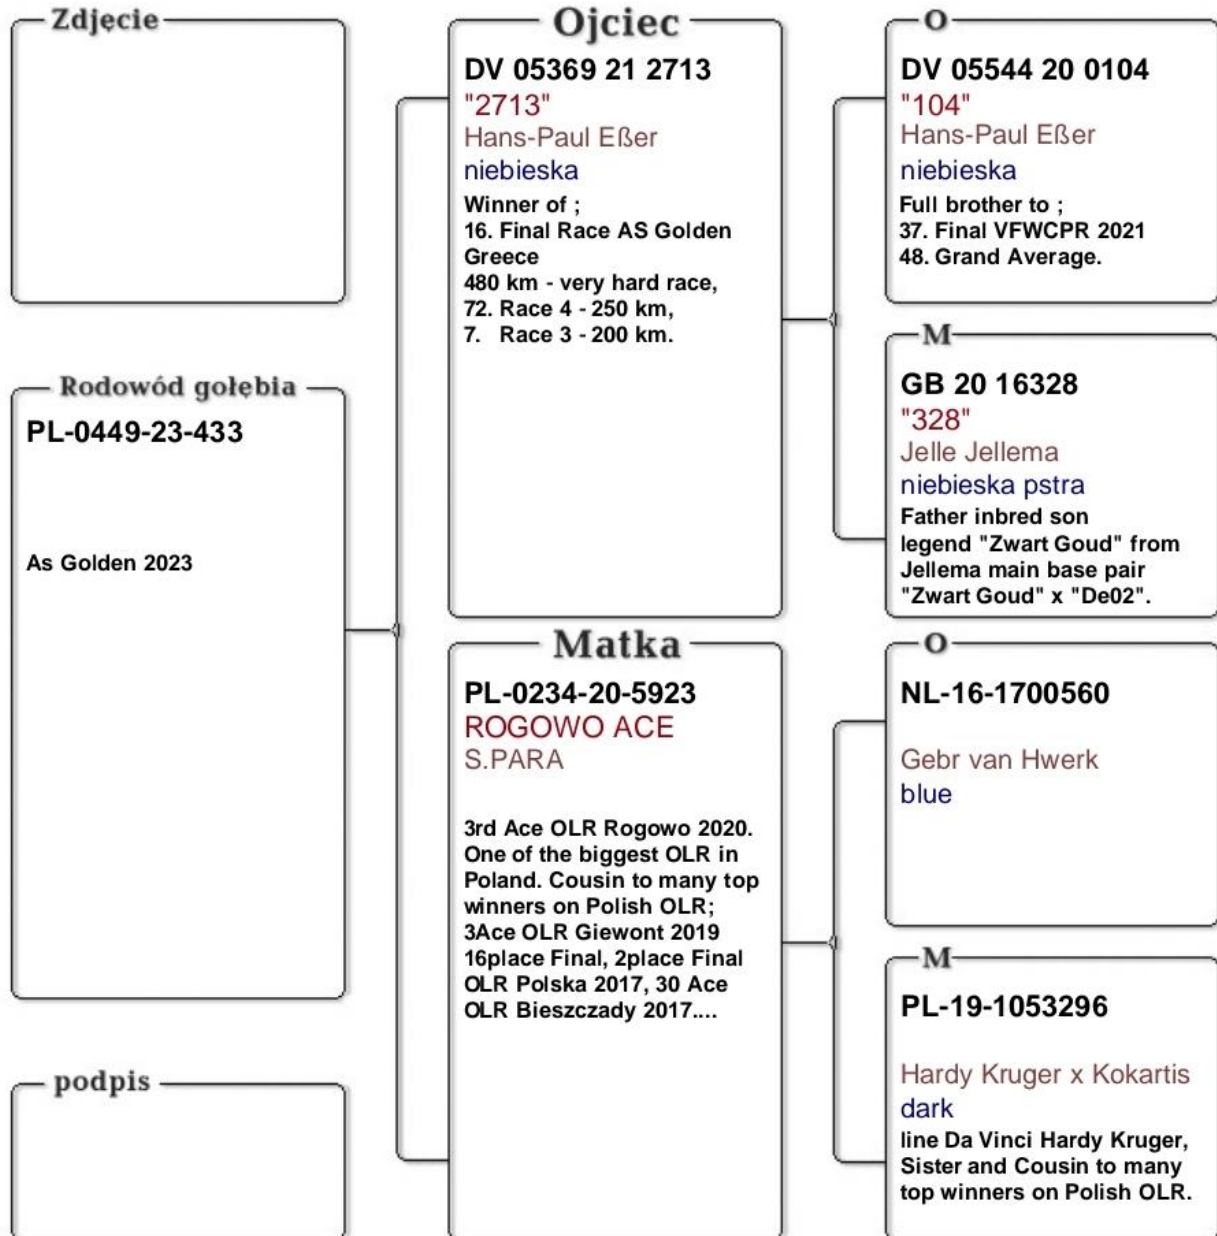 Zdjęcie
Rodowód gołębia
PL-0449-23-433
As Golden 2023
podpis
Ojciec
DV 05369 21 2713
"2713"
Hans-Paul Eßer
niebieska
Winner of ;
16. Final Race AS Golden
Greece
480 km - very hard race,
72. Race 4 - 250 km,
7. Race 3 - 200 km.
Matka
PL-0234-20-5923
ROGOWO ACE
S.PARA
3rd Ace OLR Rogowo 2020.
One of the biggest OLR in
Poland. Cousin to many top
winners on Polish OLR;
3Ace OLR Giewont 2019
16place Final, 2place Final
OLR Polska 2017, 30 Ace
OLR Bieszczady 2017....
O
DV 05544 20 0104
"104"
Hans-Paul Eßer
niebieska
Full brother to ;
37. Final VFWCPR 2021
48. Grand Average.
M
GB 20 16328
"328"
Jelle Jellema
niebieska pstra
Father inbred son
legend "Zwart Goud" from
Jellema main base pair
"Zwart Goud" x "De02".
O
NL-16-1700560
Gebr van Hwerk
blue
M
PL-19-1053296
Hardy Kruger x Kokartis
dark
line Da Vinci Hardy Kruger,
Sister and Cousin to many
top winners on Polish OLR.